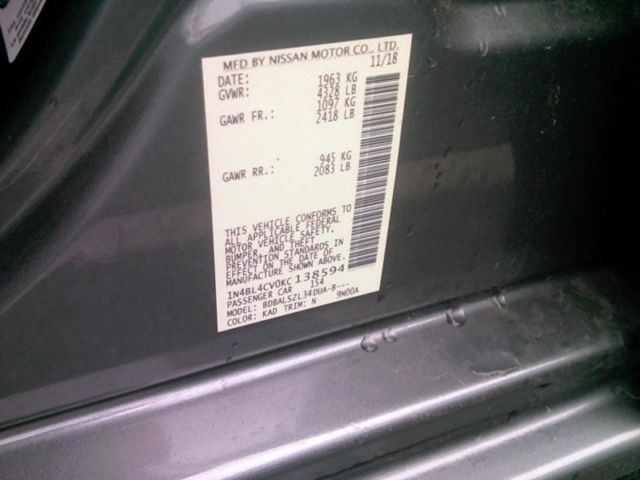 MFD BY NISSAN MOTOR CO., LTD.
DATE: 11/18
GVWR: 1963 KG
4328 LB
GAWR FR.: 1097 KG
2418 LB
GAWR RR.: 945 KG
2083 LB
THIS VEHICLE CONFORMS TO
ALL APPLICABLE FEDERAL
MOTOR VEHICLE SAFETY,
BUMPER, AND THEFT
PREVENTION STANDARDS IN
EFFECT ON THE DATE OF
MANUFACTURE SHOWN ABOVE.
1N4BL4CV0KC138594
PASSENGER CAR 154
MODEL: BDBALSZL34DUA-B--- 
COLOR: KAD TRIM: N 9N00A